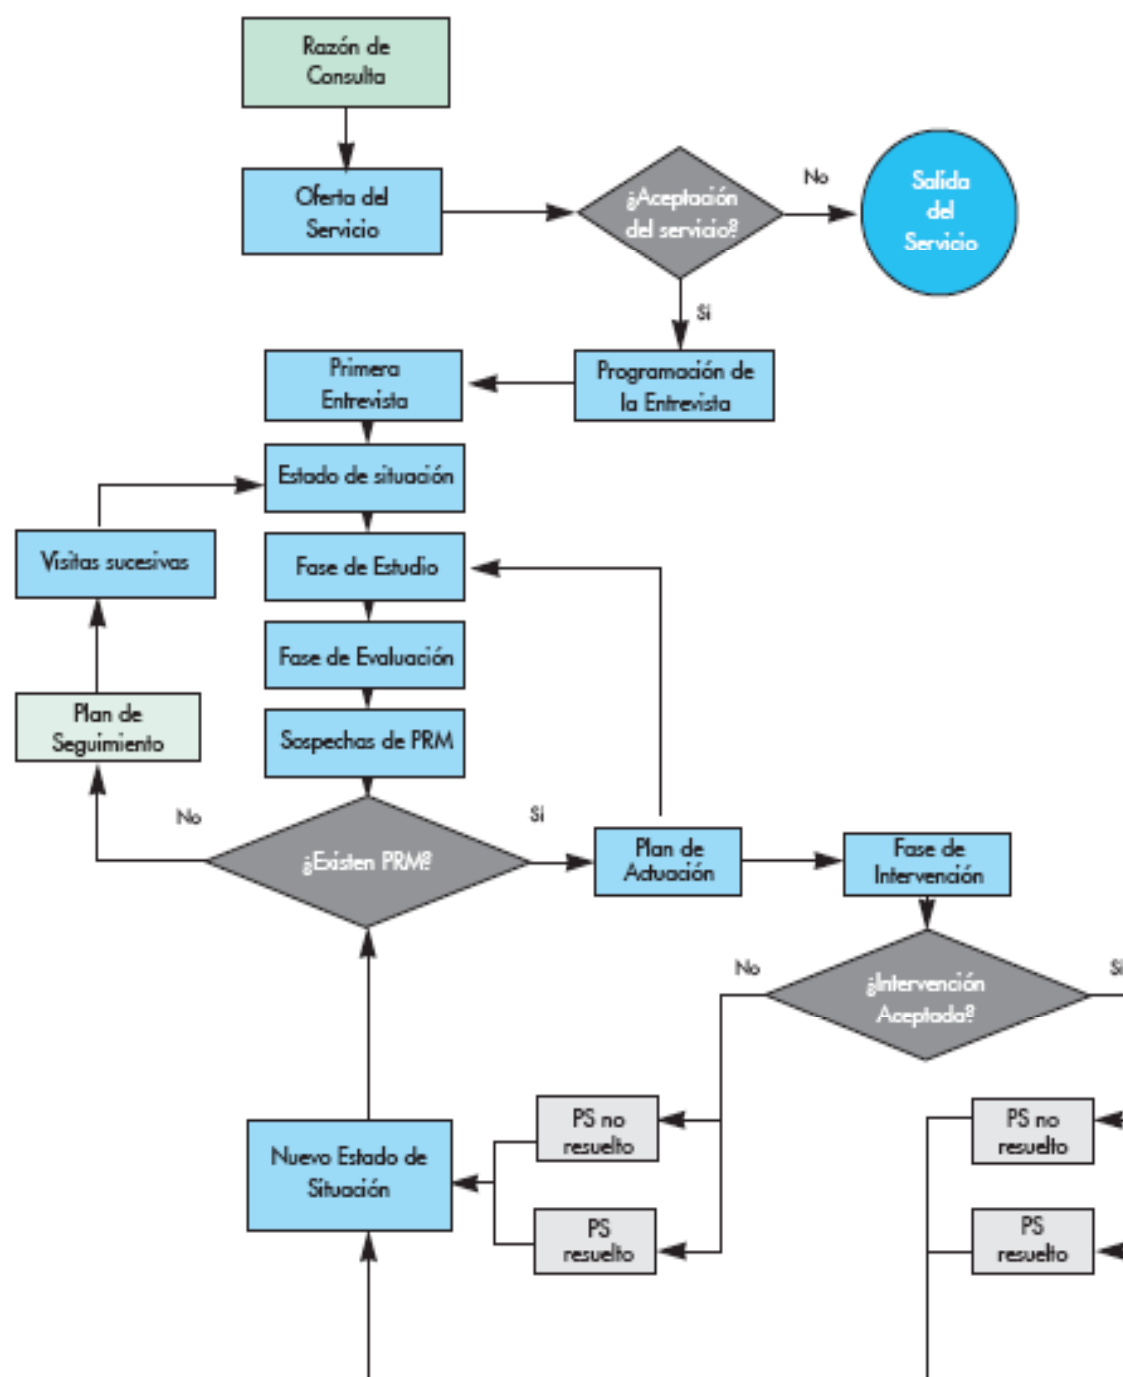 Razón de
Consulta
Oferta del
Servicio
¿Aceptación
del servicio?
No
Salida
del
Servicio
Si
Primera
Entrevista
Programación de
la Entrevista
Estado de situación
Visitas sucesivas
Fase de Estudio
Fase de Evaluación
Plan de
Seguimiento
Sospechas de PRM
No
¿Existen PRM?
Si
Plan de
Actuación
Fase de
Intervención
No
¿Intervención
Aceptada?
Si
Nuevo Estado de
Situación
PS no
resuelto
PS
resuelto
PS no
resuelto
PS
resuelto